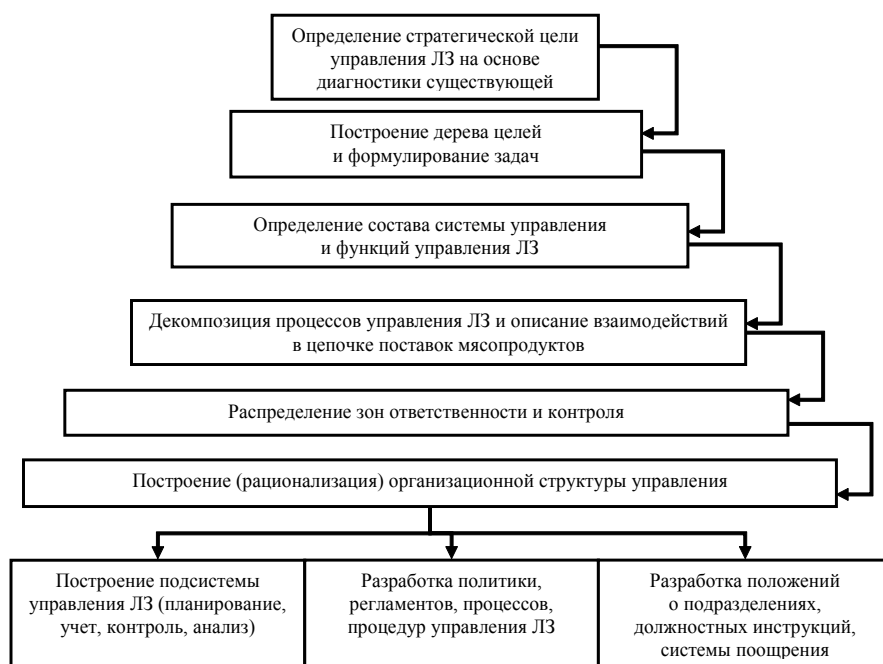 Определение стратегической цели
управления ЛЗ на основе
диагностики существующей
Построение дерева целей
и формулирование задач
Определение состава системы управления
и функций управления ЛЗ
Декомпозиция процессов управления ЛЗ и описание взаимодействий
в цепочке поставок мясопродуктов
Распределение зон ответственности и контроля
Построение (рационализация) организационной структуры управления
Построение подсистемы
управления ЛЗ (планирование,
учет, контроль, анализ)
Разработка политики,
регламентов, процессов,
процедур управления ЛЗ
Разработка положений
о подразделениях,
должностных инструкций,
системы поощрения